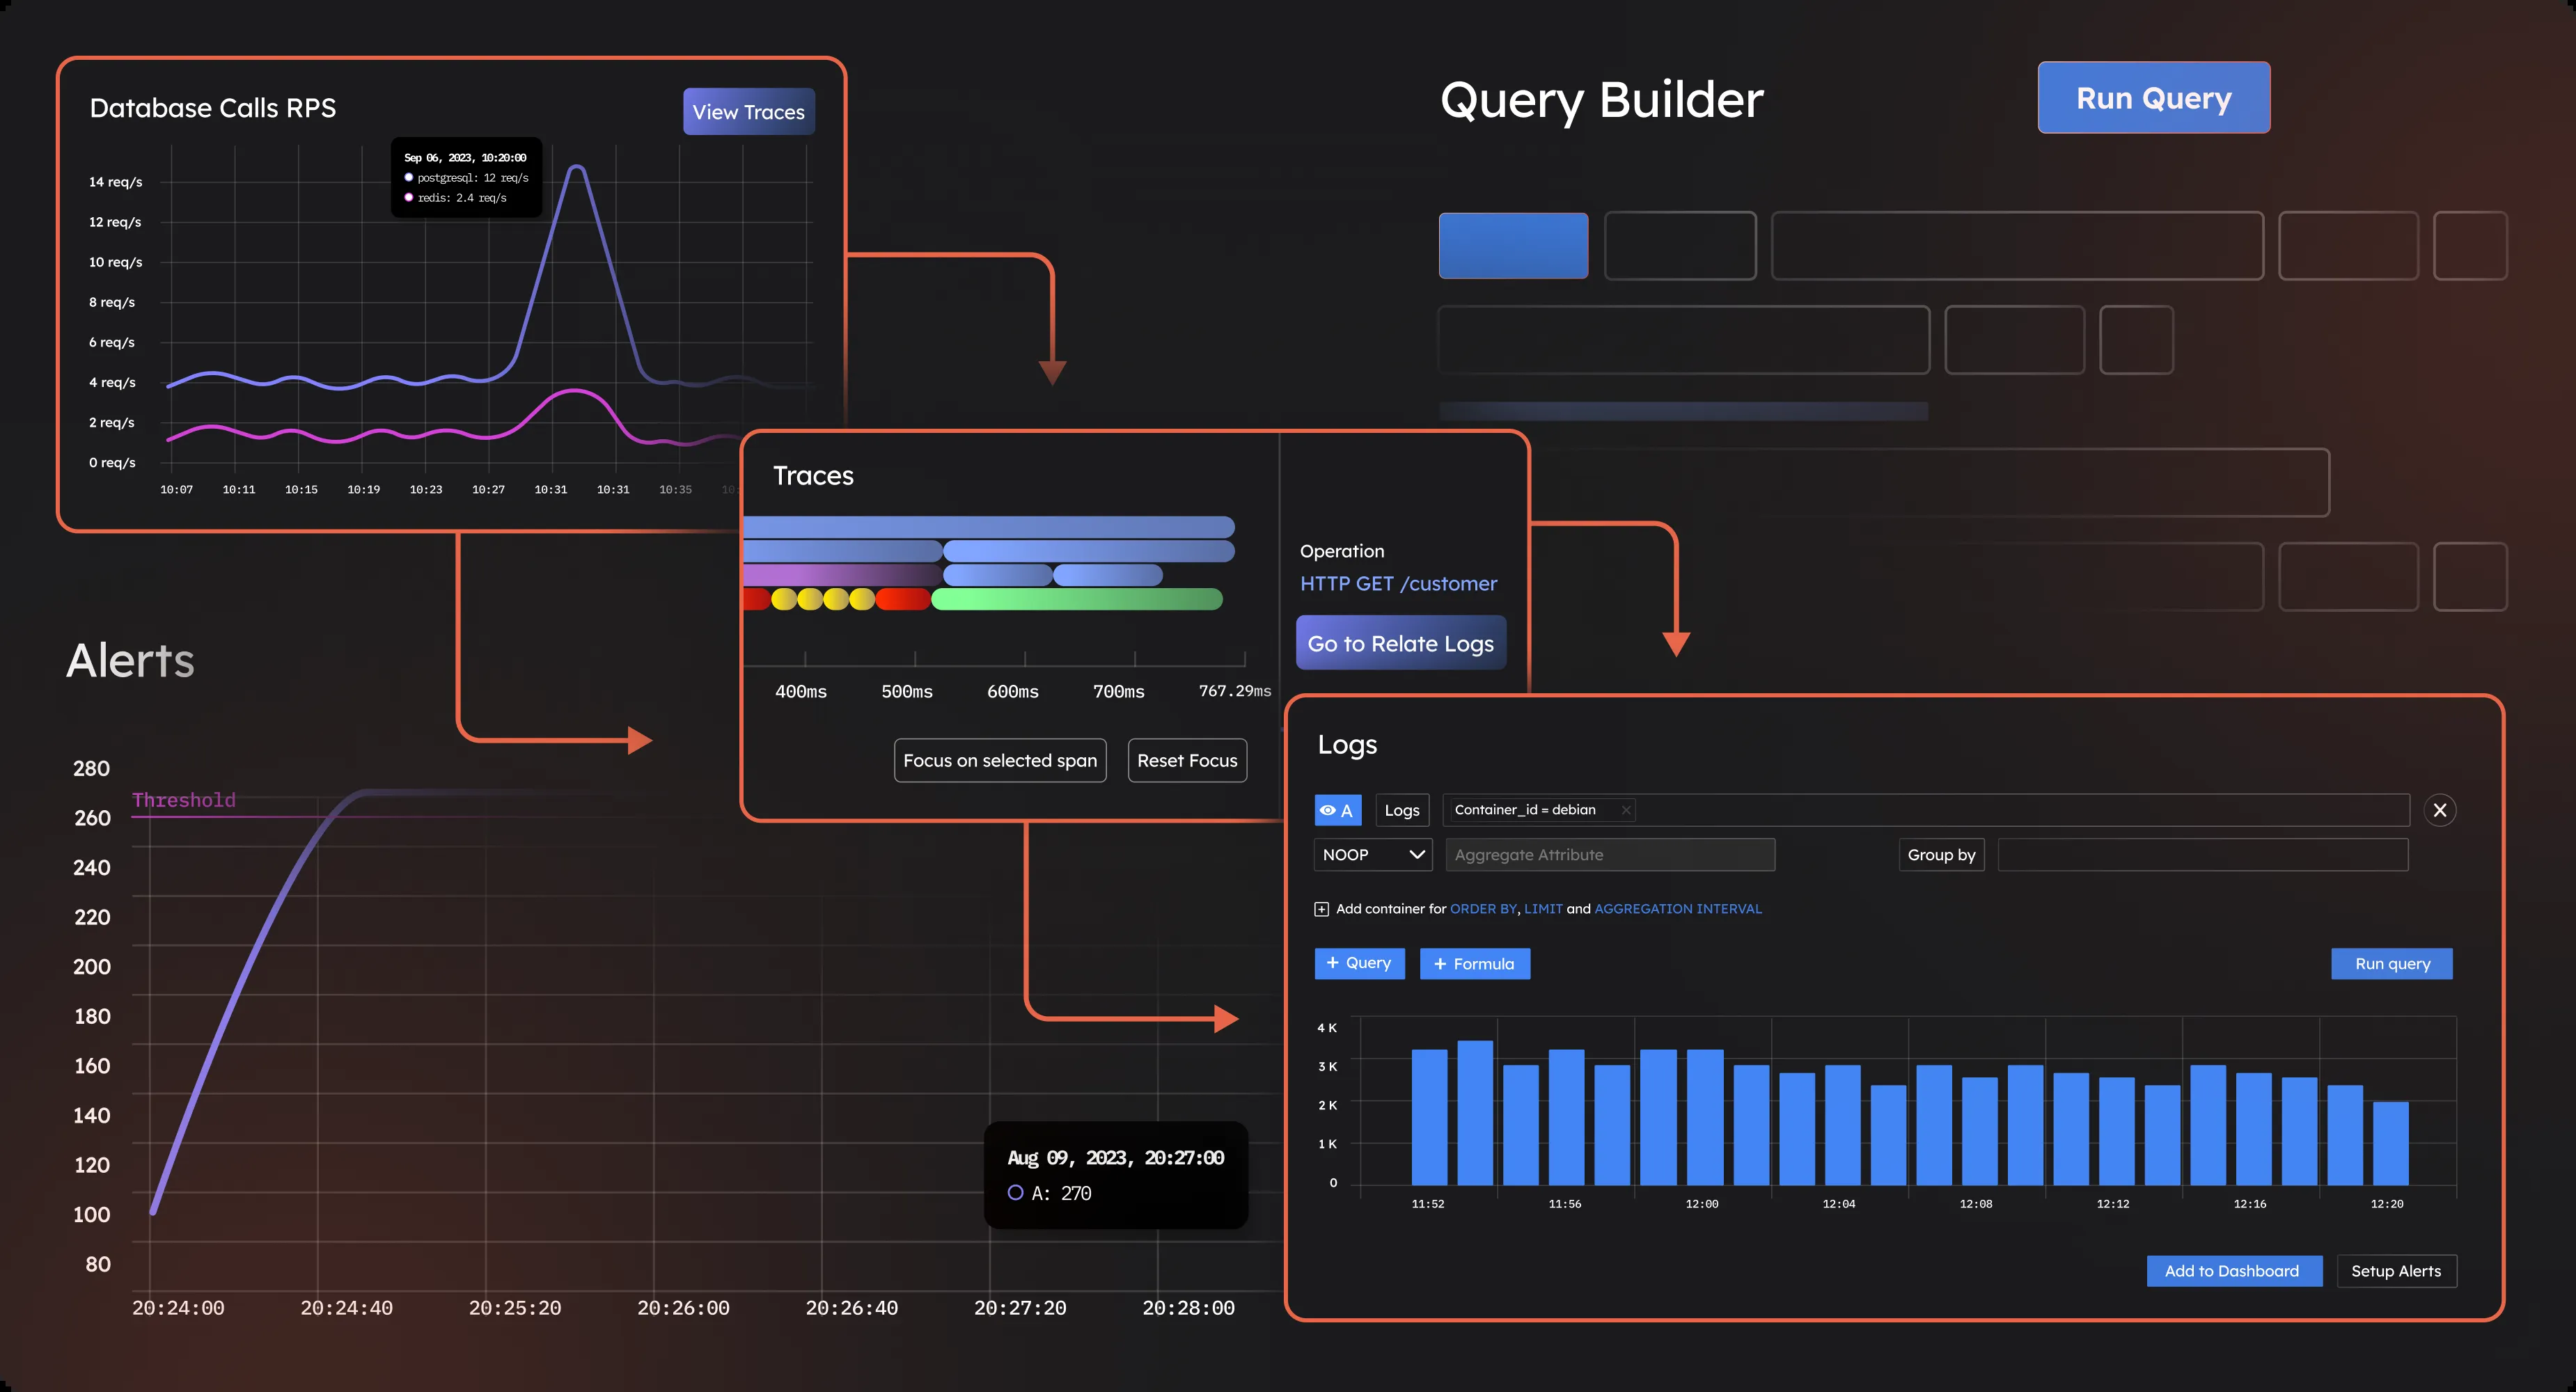 Database Calls RPS
View Traces
Sep 06, 2023, 10:20:00
postgresql: 12 req/s
redis: 2.4 req/s
14 req/s
12 req/s
10 req/s
8 req/s
6 req/s
4 req/s
2 req/s
0 req/s
10:07 10:11 10:15 10:19 10:23 10:27 10:31 10:31 10:35
Query Builder
Run Query
Traces
400ms 500ms 600ms 700ms 767.29ms
Focus on selected span
Reset Focus
Operation
HTTP GET /customer
Go to Relate Logs
Alerts
Threshold
280
260
240
220
200
180
160
140
120
100
80
20:24:00 20:24:40 20:25:20 20:26:00 20:26:40 20:27:20 20:28:00
Aug 09, 2023, 20:27:00
A: 270
Logs
A Logs Container_id = debian
NOOP Aggregate Attribute Group by
Add container for ORDER BY, LIMIT and AGGREGATION INTERVAL
+ Query + Formula Run query
4 K
3 K
2 K
1 K
0
11:52 11:56 12:00 12:04 12:08 12:12 12:16 12:20
Add to Dashboard Setup Alerts